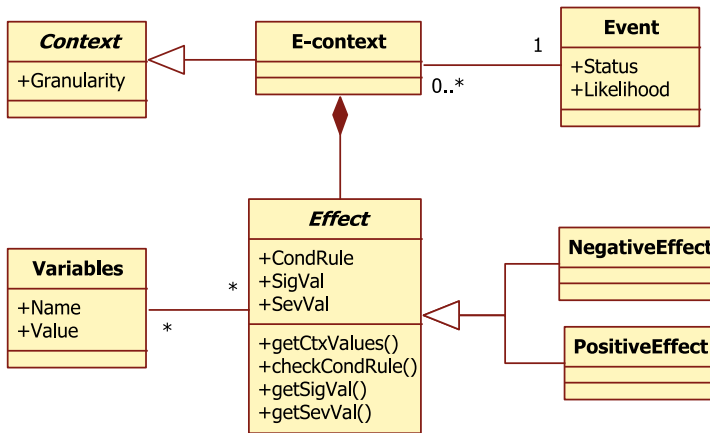 Context
+Granularity
E-context
0..*
1
Event
+Status
+Likelihood
Effect
+CondRule
+SigVal
+SevVal
+getCtxValues()
+checkCondRule()
+getSigVal()
+getSevVal()
Variables
+Name
+Value
*
*
NegativeEffect
PositiveEffect